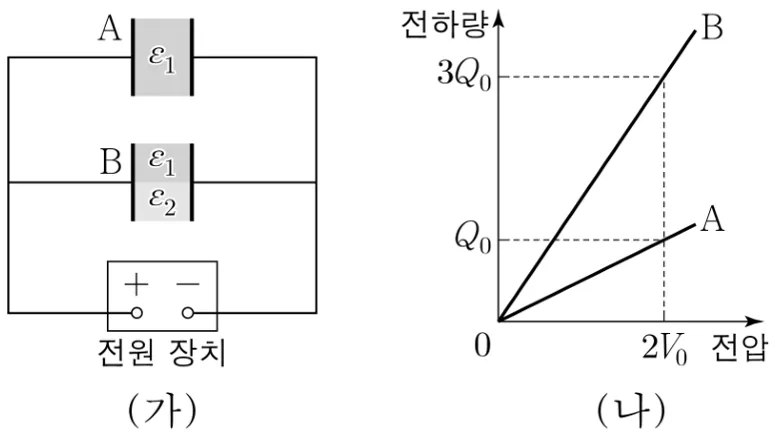 A
ε₁
B
ε₁
ε₂
+ −
전원 장치
(가)
전하량
B
3Q₀
A
Q₀
0
2V₀
전압
(나)